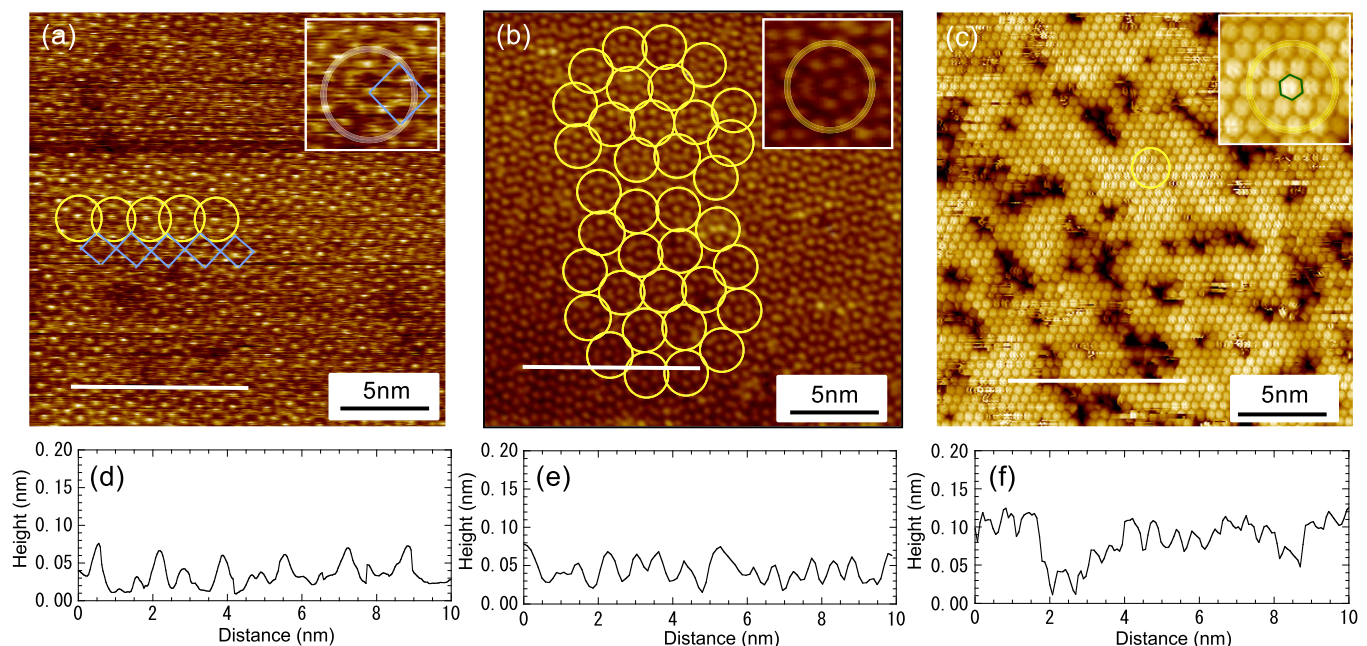 (a)
5nm
(b)
5nm
(c)
5nm
Height (nm)
0.20
0.15
0.10
0.05
0.00
(d)
0 2 4 6 8 10
Distance (nm)
Height (nm)
0.20
0.15
0.10
0.05
0.00
(e)
0 2 4 6 8 10
Distance (nm)
Height (nm)
0.20
0.15
0.10
0.05
0.00
(f)
0 2 4 6 8 10
Distance (nm)